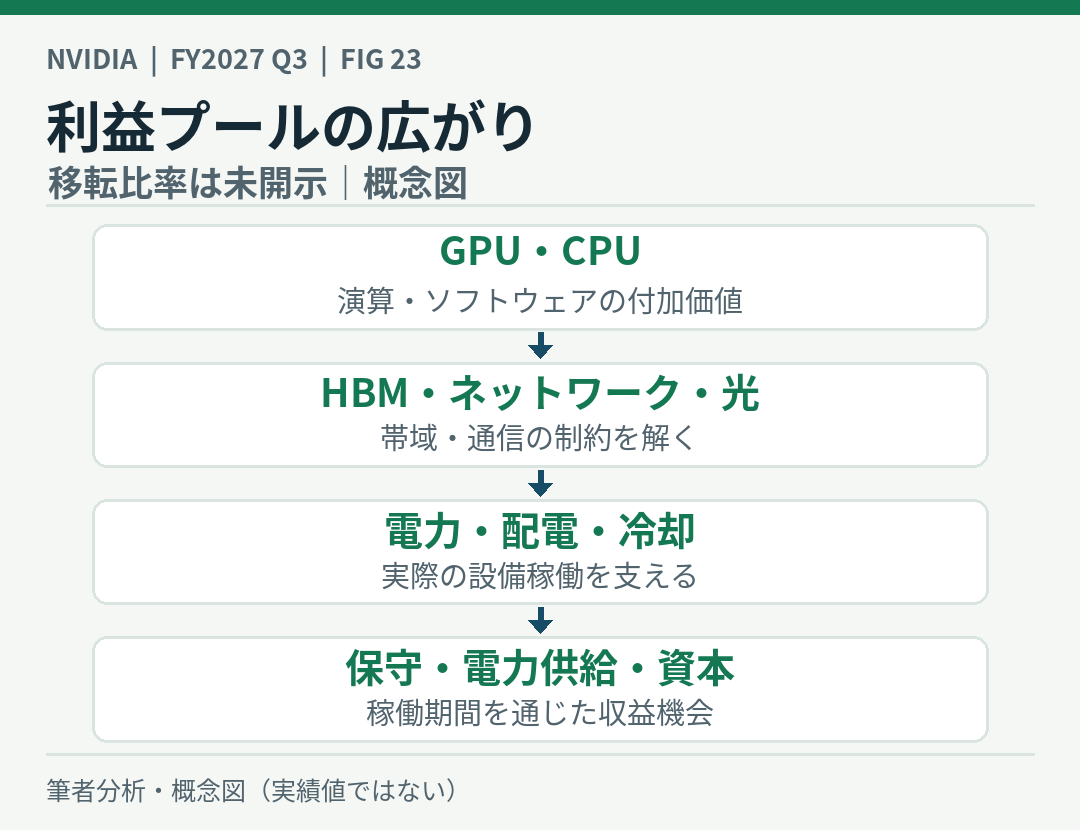 NVIDIA | FY2027 Q3 | FIG 23
利益プールの広がり
移転比率は未開示｜概念図
GPU・CPU
演算・ソフトウェアの付加価値
HBM・ネットワーク・光
帯域・通信の制約を解く
電力・配電・冷却
実際の設備稼働を支える
保守・電力供給・資本
稼働期間を通じた収益機会
筆者分析・概念図（実績値ではない）